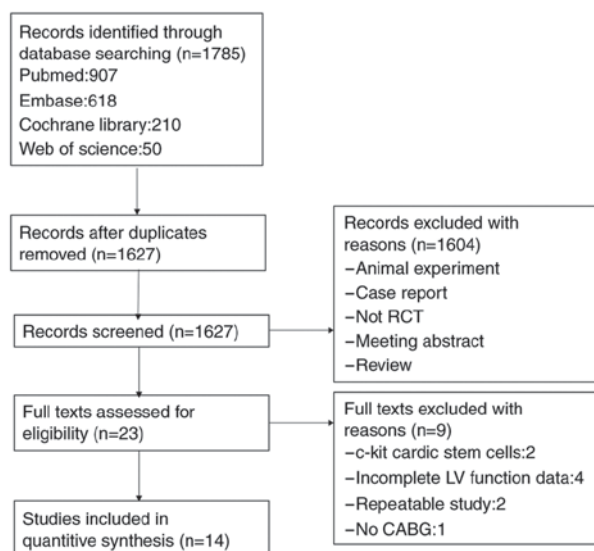 Records identified through
database searching (n=1785)
Pubmed:907
Embase:618
Cochrane library:210
Web of science:50
Records after duplicates
removed (n=1627)
Records excluded with
reasons (n=1604)
−Animal experiment
−Case report
−Not RCT
−Meeting abstract
−Review
Records screened (n=1627)
Full texts assessed for
eligibility (n=23)
Full texts excluded with
reasons (n=9)
−c-kit cardic stem cells:2
−Incomplete LV function data:4
−Repeatable study:2
−No CABG:1
Studies included in
quantitive synthesis (n=14)